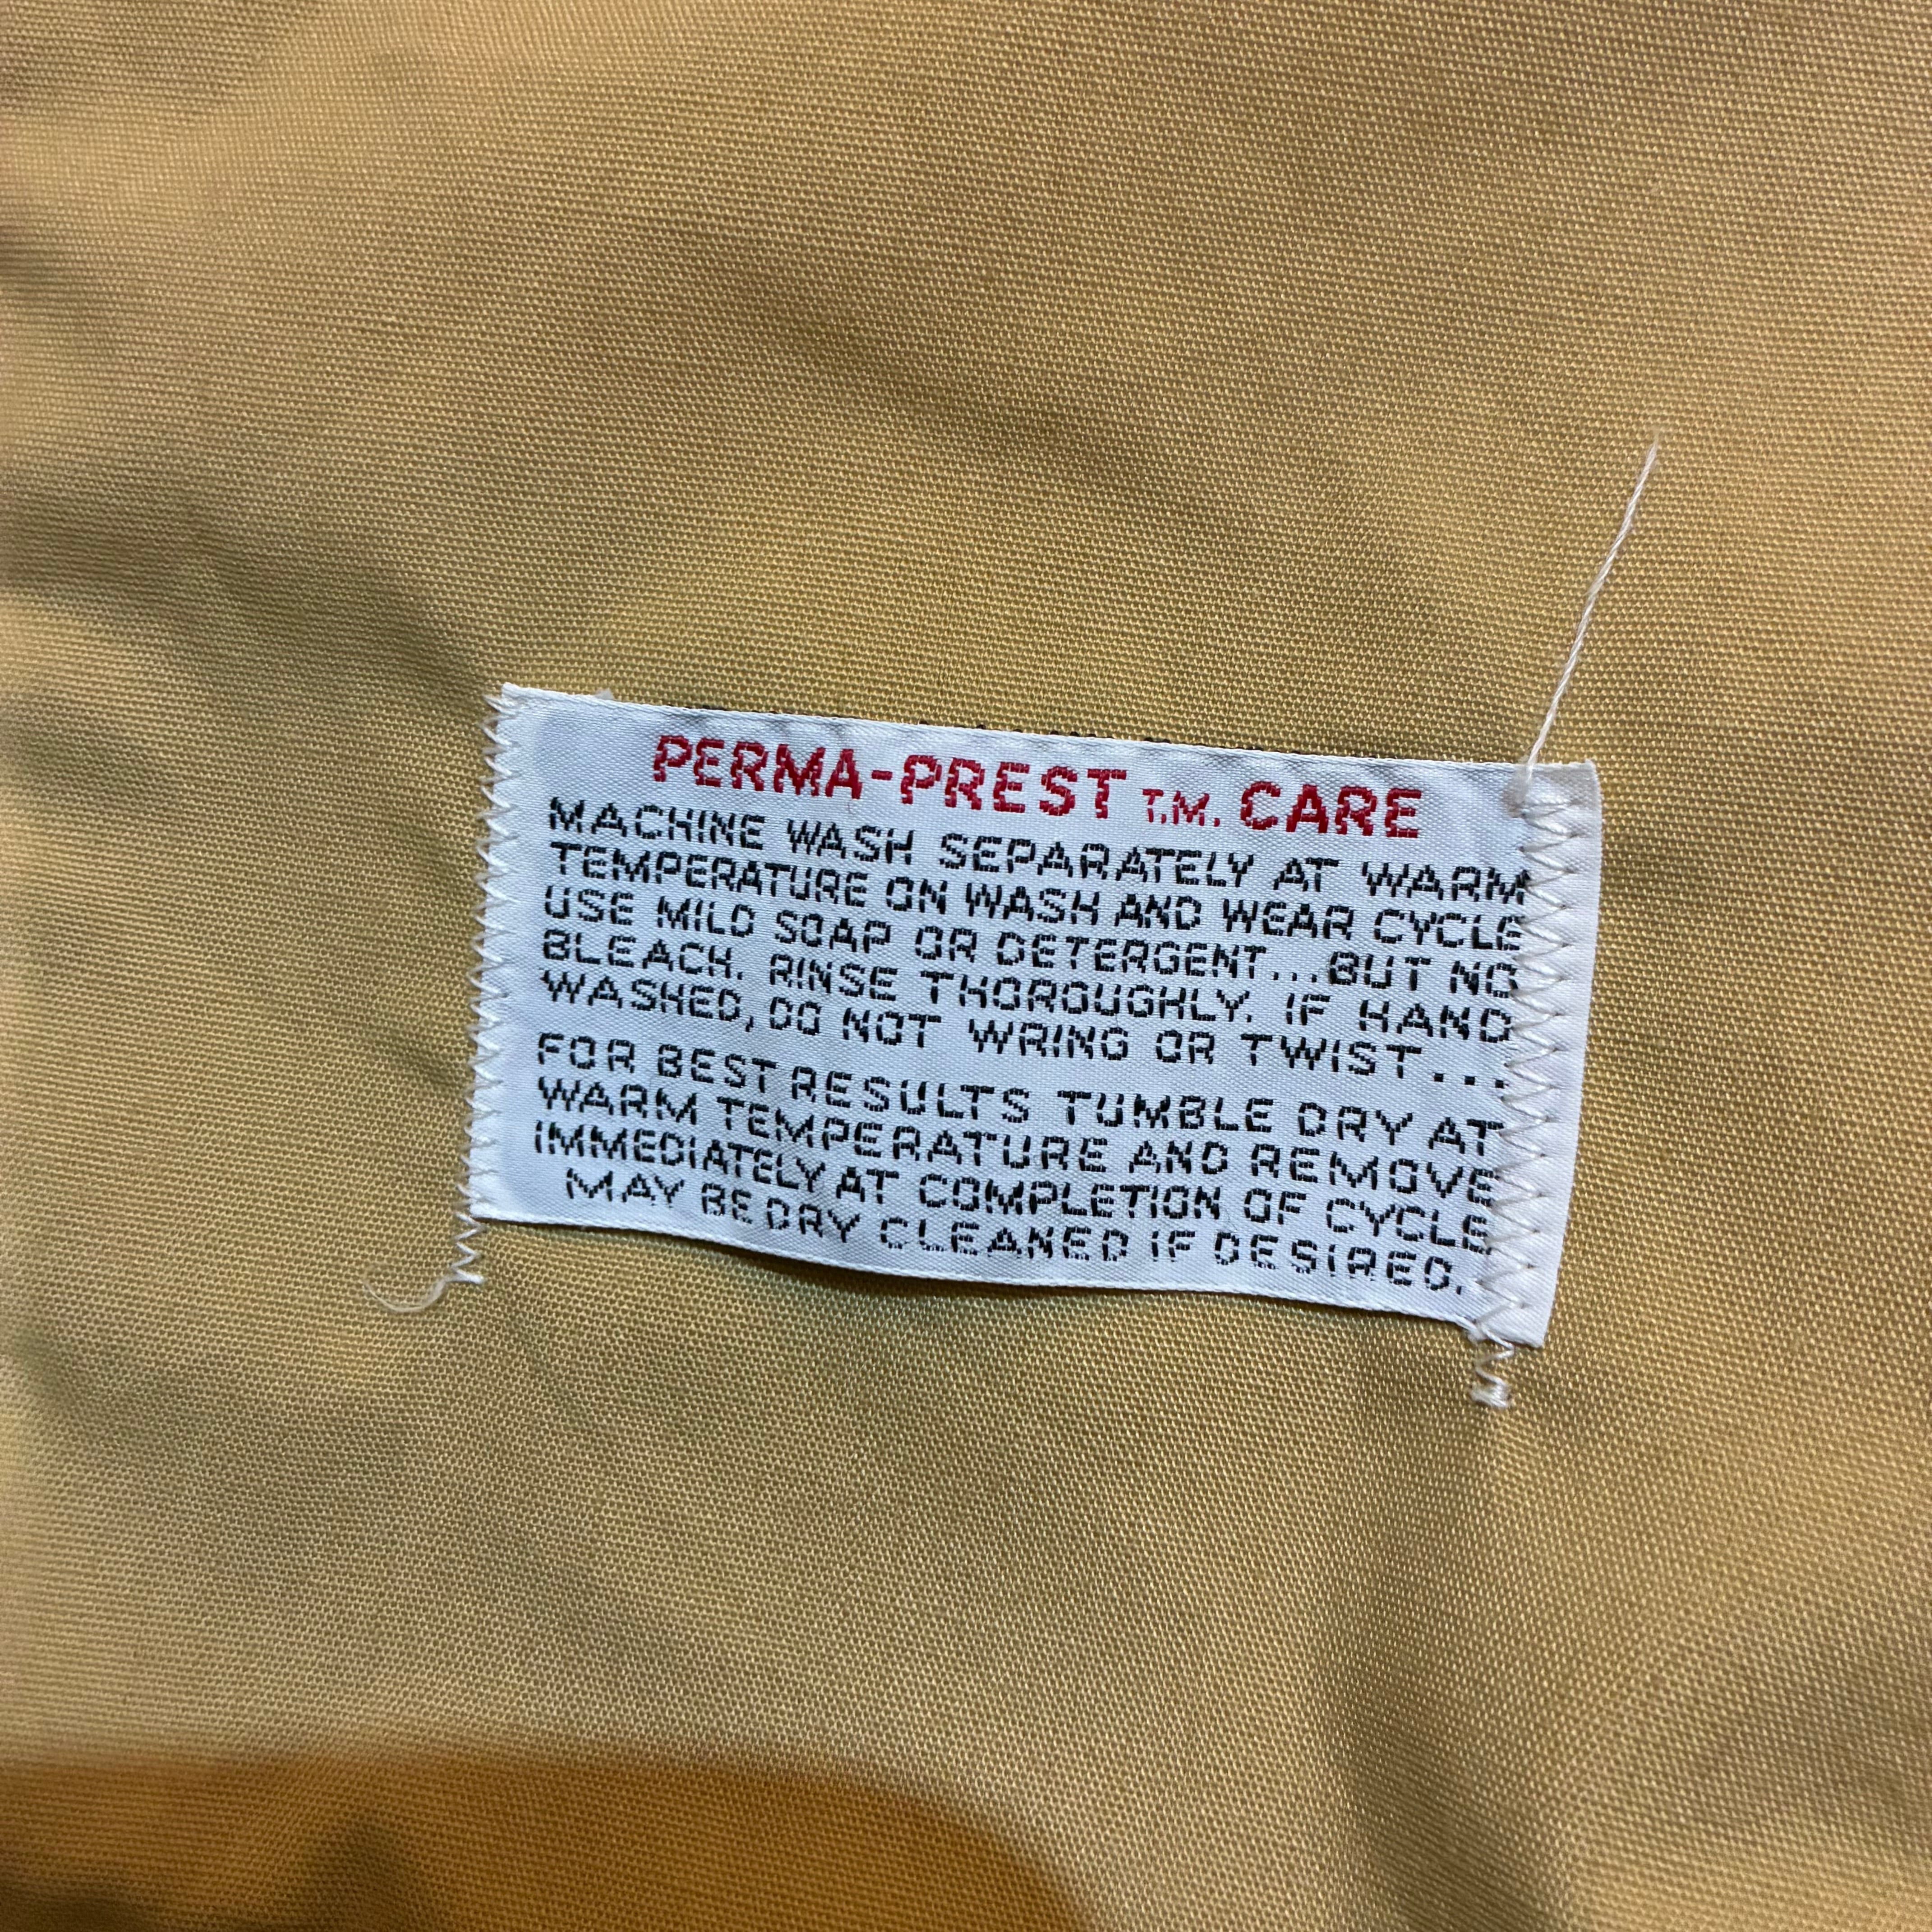 PERMA-PREST T.M. CARE
MACHINE WASH SEPARATELY AT WARM
TEMPERATURE ON WASH AND WEAR CYCLE
USE MILD SOAP OR DETERGENT...BUT NO
BLEACH. RINSE THOROUGHLY. IF HAND
WASHED, DO NOT WRING OR TWIST...
FOR BEST RESULTS TUMBLE DRY AT
WARM TEMPERATURE AND REMOVE
IMMEDIATELY AT COMPLETION OF CYCLE
MAY BE DRY CLEANED IF DESIRED.